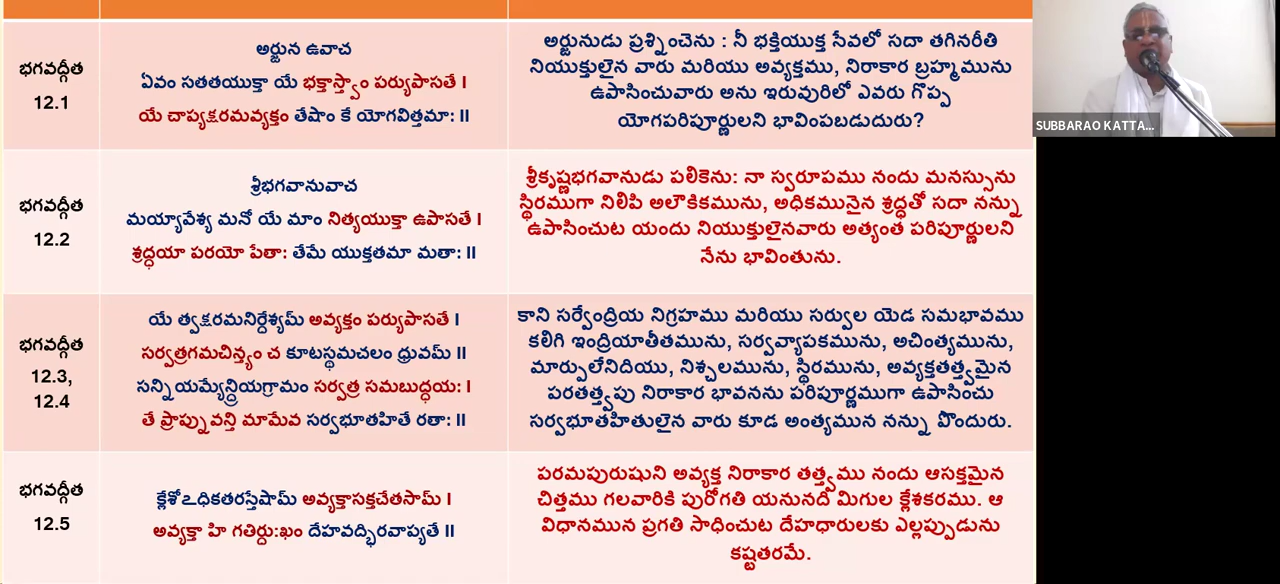 భగవద్గీత
12.1
అర్జున ఉవాచ
ఏవం సతతయుక్తా యే భక్తాస్త్వాం పర్యుపాసతే ।
యే చాప్యక్షరమవ్యక్తం తేషాం కే యోగవిత్తమా: ॥
అర్జునుడు ప్రశ్నించెను : నీ భక్తియుక్త సేవలో సదా తగినరీతి
నియుక్తులైన వారు మరియు అవ్యక్తము, నిరాకార బ్రహ్మమును
ఉపాసించువారు అను ఇరువురిలో ఎవరు గొప్ప
యోగపరిపూర్ణులని భావింపబడుదురు?
భగవద్గీత
12.2
శ్రీభగవానువాచ
మయ్యావేశ్య మనో యే మాం నిత్యయుక్తా ఉపాసతే ।
శ్రద్ధయా పరయో పేతా: తేమే యుక్తతమా మతా: ॥
శ్రీకృష్ణభగవానుడు పలికెను: నా స్వరూపము నందు మనస్సును
స్థిరముగా నిలిపి అలౌకికమును, అధికమునైన శ్రద్ధతో సదా నన్ను
ఉపాసించుట యందు నియుక్తులైనవారు అత్యంత పరిపూర్ణులని
నేను భావింతును.
భగవద్గీత
12.3,
12.4
యే త్వక్షరమనిర్దేశ్యమ్ అవ్యక్తం పర్యుపాసతే ।
సర్వత్రగమచిన్త్యం చ కూటస్థమచలం ధ్రువమ్ ॥
సన్నియమ్యేన్ద్రియగ్రామం సర్వత్ర సమబుద్ధయ: ।
తే ప్రాప్నువన్తి మామేవ సర్వభూతహితే రతా: ॥
కాని సర్వేంద్రియ నిగ్రహము మరియు సర్వుల యెడ సమభావము
కలిగి ఇంద్రియాతీతమును, సర్వవ్యాపకమును, అచింత్యమును,
మార్పులేనిదియు, నిశ్చలమును, స్థిరమును, అవ్యక్తతత్త్వమైన
పరతత్త్వపు నిరాకార భావనను పరిపూర్ణముగా ఉపాసించు
సర్వభూతహితులైన వారు కూడ అంత్యమున నన్ను పొందురు.
భగవద్గీత
12.5
క్లేశోఽధికతరస్తేషామ్ అవ్యక్తాసక్తచేతసామ్ ।
అవ్యక్తా హి గతిర్దు:ఖం దేహవద్భిరవాప్యతే ॥
పరమపురుషుని అవ్యక్త నిరాకార తత్త్వము నందు ఆసక్తమైన
చిత్తము గలవారికి పురోగతి యనునది మిగుల క్లేశకరము. ఆ
విధానమున ప్రగతి సాధించుట దేహధారులకు ఎల్లప్పుడును
కష్టతరమే.
SUBBARAO KATTA...